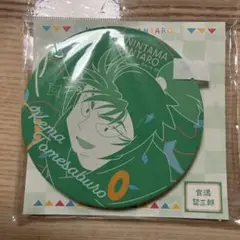 NINTAMA
RANTARO
Kema
Tomesaburo
食満
留三郎